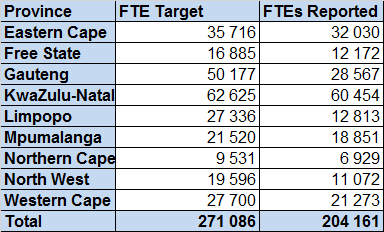 Province FTE Target FTEs Reported
Eastern Cape 35 716 32 030
Free State 16 885 12 172
Gauteng 50 177 28 567
KwaZulu-Natal 62 625 60 454
Limpopo 27 336 12 813
Mpumalanga 21 520 18 851
Northern Cape 9 531 6 929
North West 19 596 11 072
Western Cape 27 700 21 273
Total 271 086 204 161